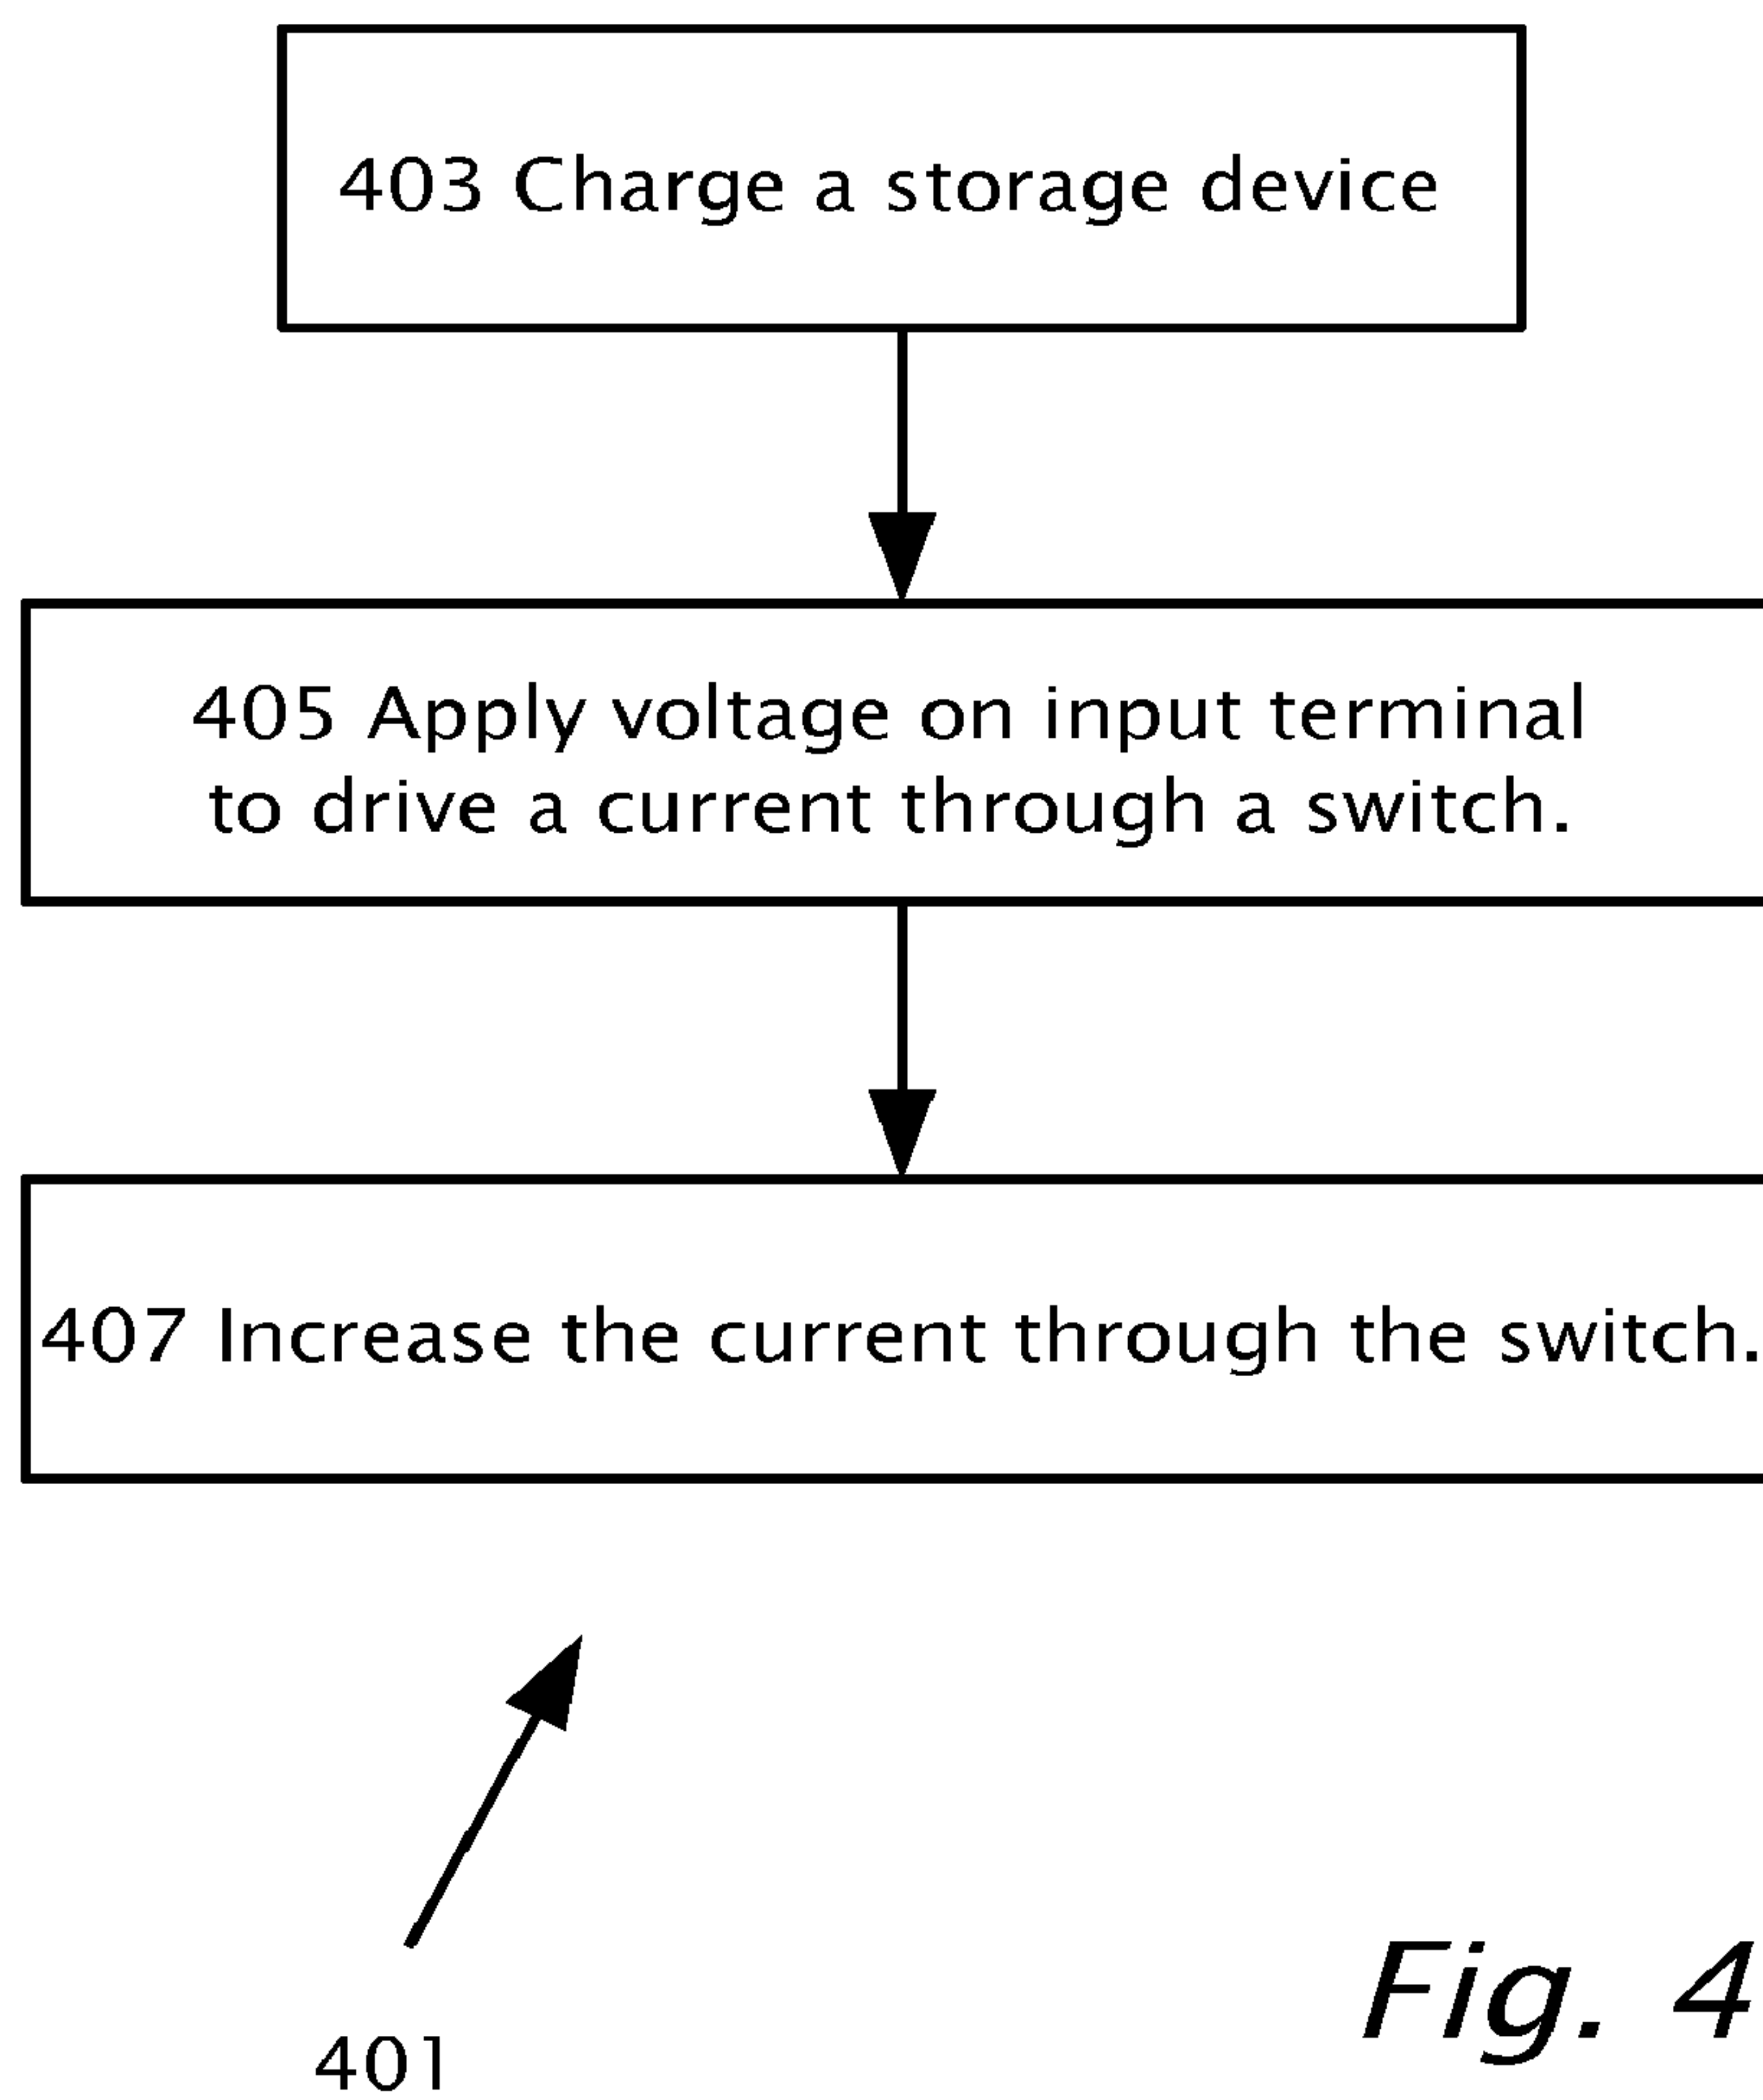 403 Charge a storage device
405 Apply voltage on input terminal
to drive a current through a switch.
407 Increase the current through the switch.
401
Fig. 4